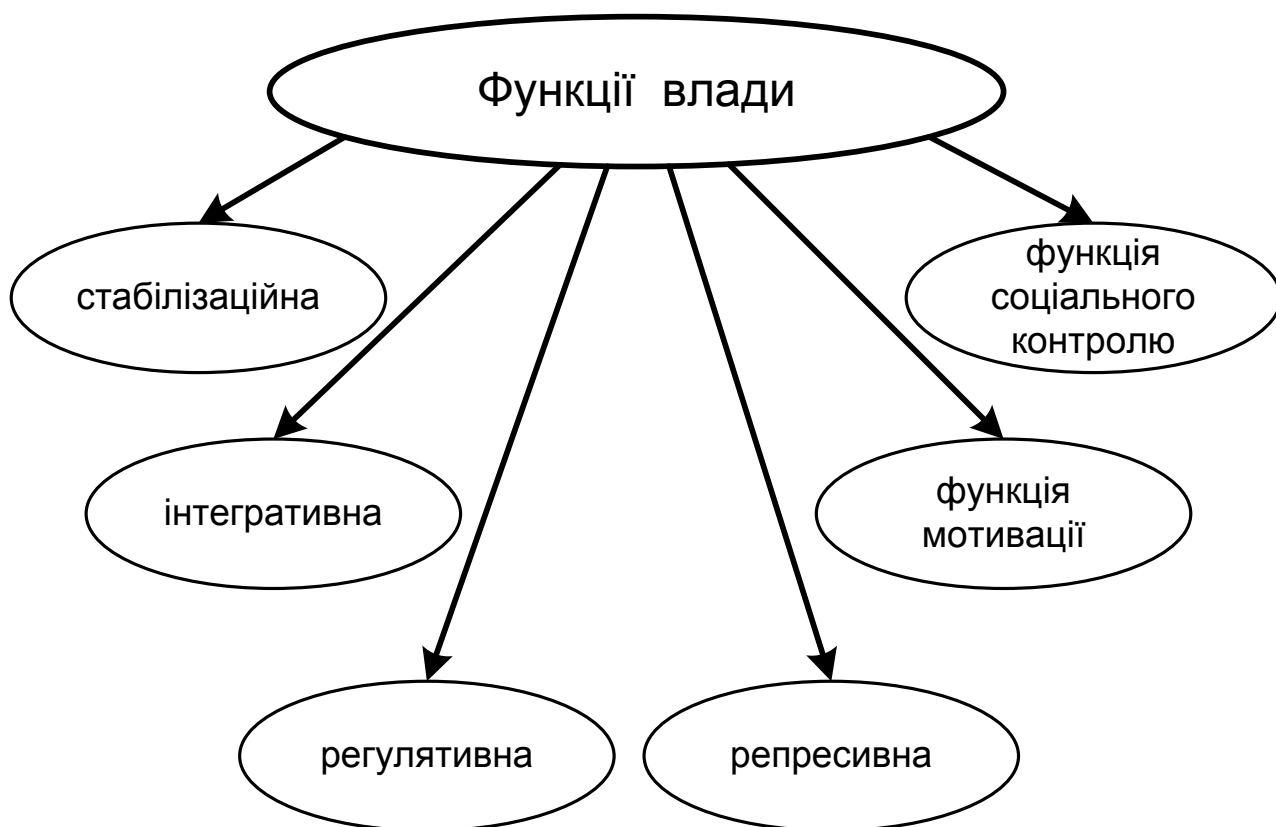 Функції влади
стабілізаційна
функція
соціального
контролю
інтегративна
функція
мотивації
регулятивна
репресивна